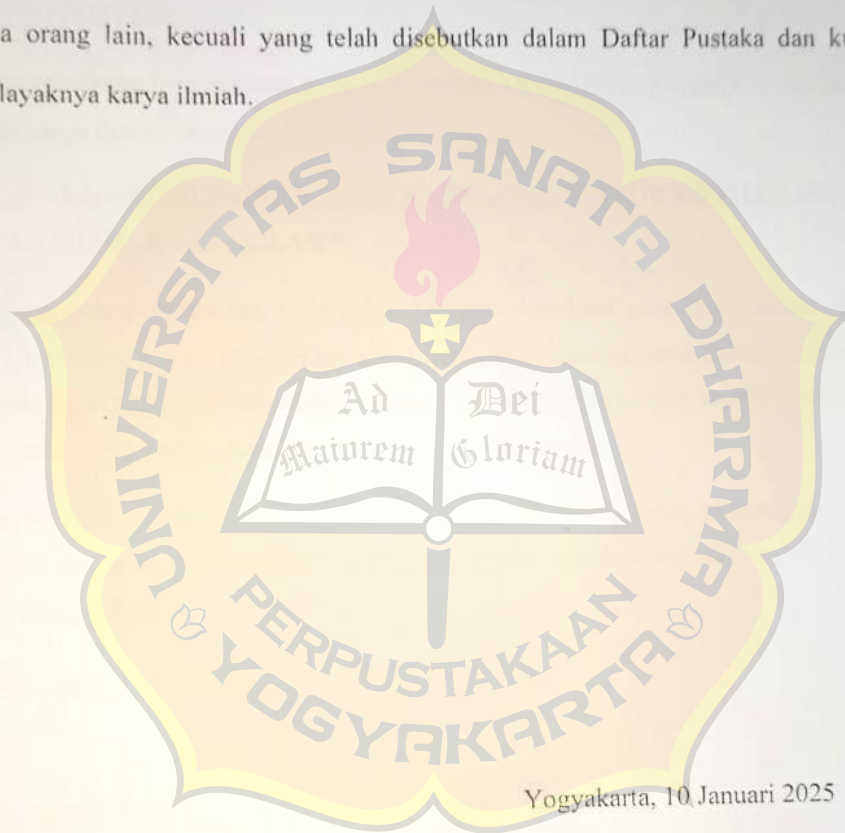 a orang lain, kecuali yang telah disebutkan dalam Daftar Pustaka dan
layaknya karya ilmiah.
UNIVERSITAS SANATA DHARMA
Ad Dei
Maiorem Gloriam
PERPUSTAKAAN
YOGYAKARTA
Yogyakarta, 10 Januari 2025